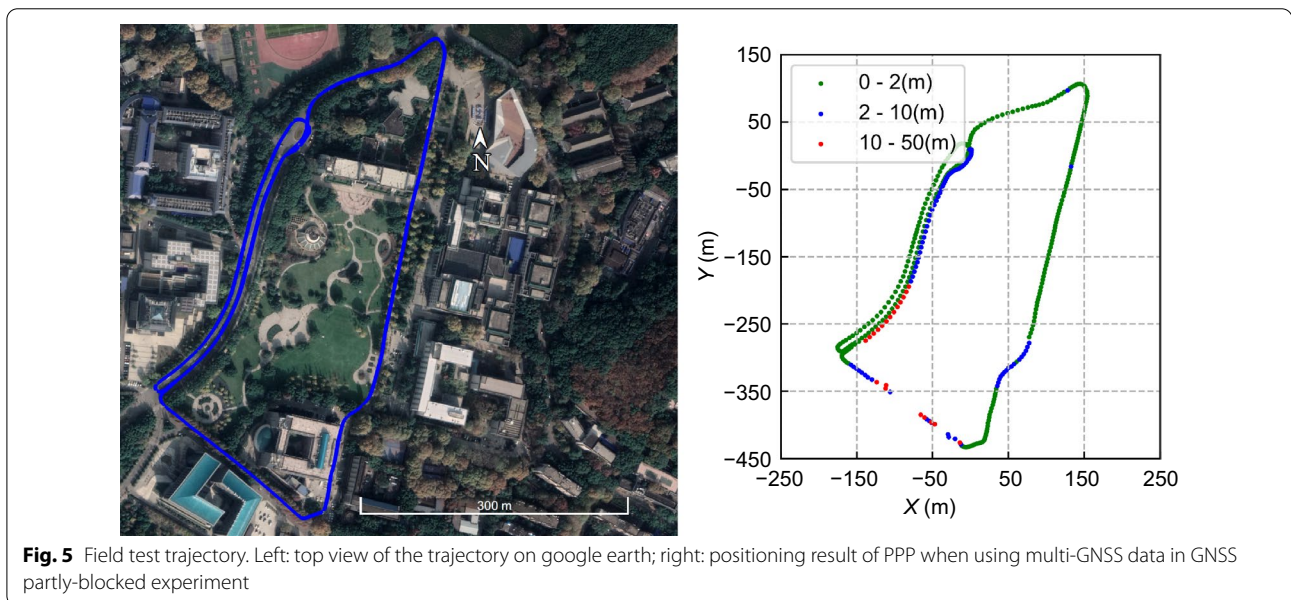 N
300 m
150
50
−50
−150
−250
−350
−450
Y (m)
0 - 2(m)
2 - 10(m)
10 - 50(m)
−250 −150 −50 50 150 250
X (m)
Fig. 5 Field test trajectory. Left: top view of the trajectory on google earth; right: positioning result of PPP when using multi-GNSS data in GNSS
partly-blocked experiment